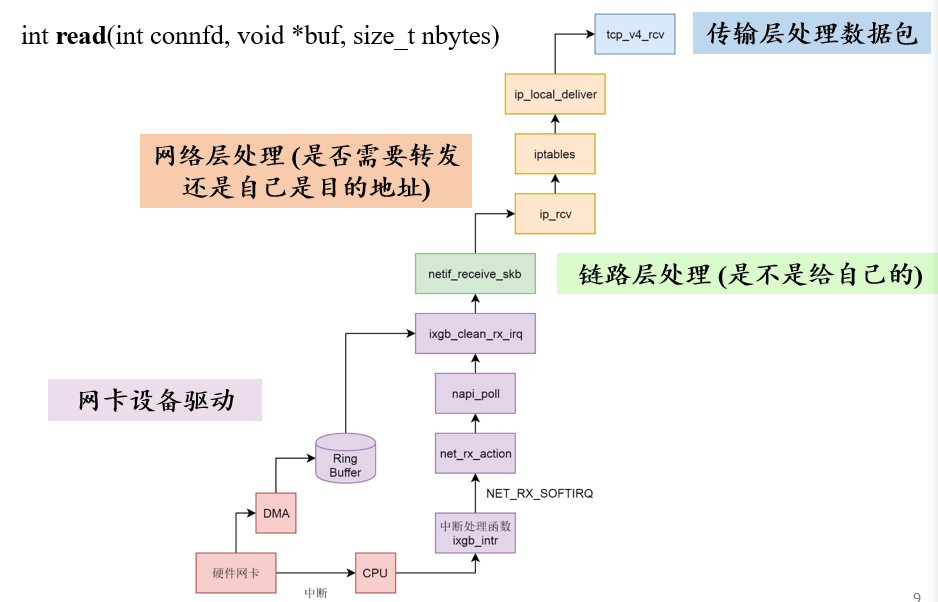 int read(int connfd, void *buf, size_t nbytes)
tcp_v4_rcv
传输层处理数据包
ip_local_deliver
网络层处理 (是否需要转发
还是自己是目的地址)
iptables
ip_rcv
netif_receive_skb
链路层处理 (是不是给自己的)
ixgb_clean_rx_irq
网卡设备驱动
napi_poll
Ring
Buffer
net_rx_action
NET_RX_SOFTIRQ
DMA
中断处理函数
ixgb_intr
硬件网卡
中断
CPU
9